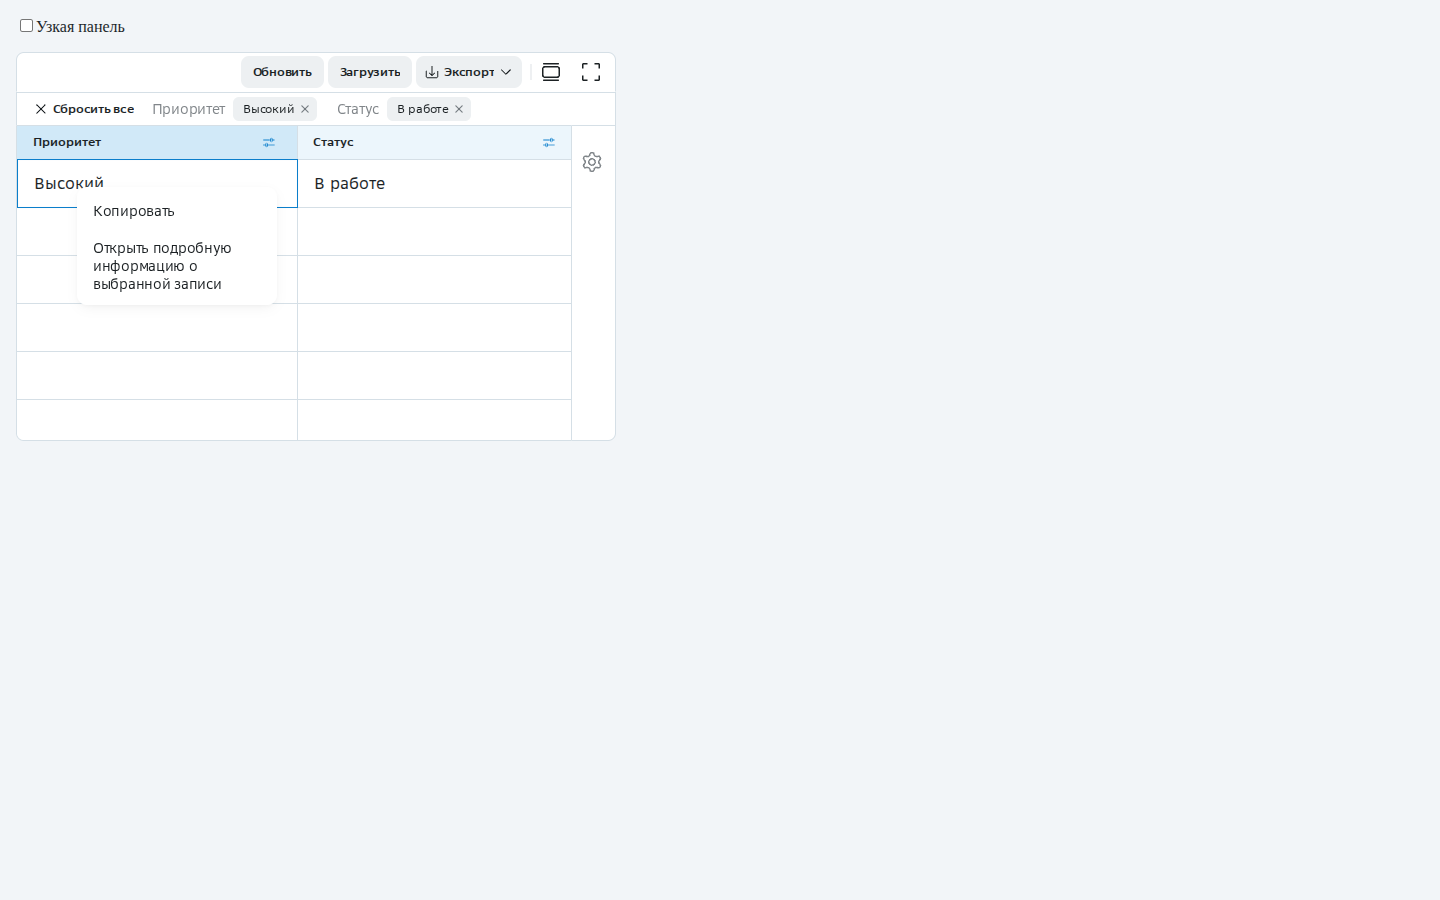 Узкая панель
Обновить Загрузить Экспорт
Сбросить все Приоритет Высокий Статус В работе
Приоритет Статус
Высокий В работе
Копировать
Открыть подробную
информацию о
выбранной записи